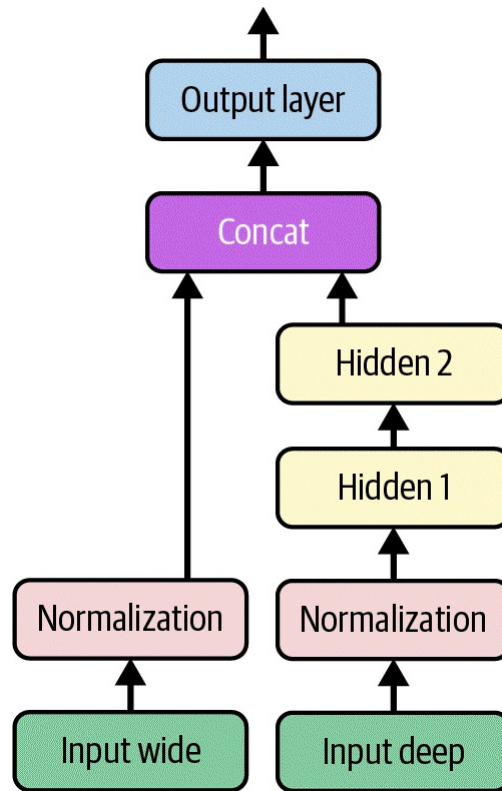 Output layer
Concat
Hidden 2
Hidden 1
Normalization
Normalization
Input wide
Input deep